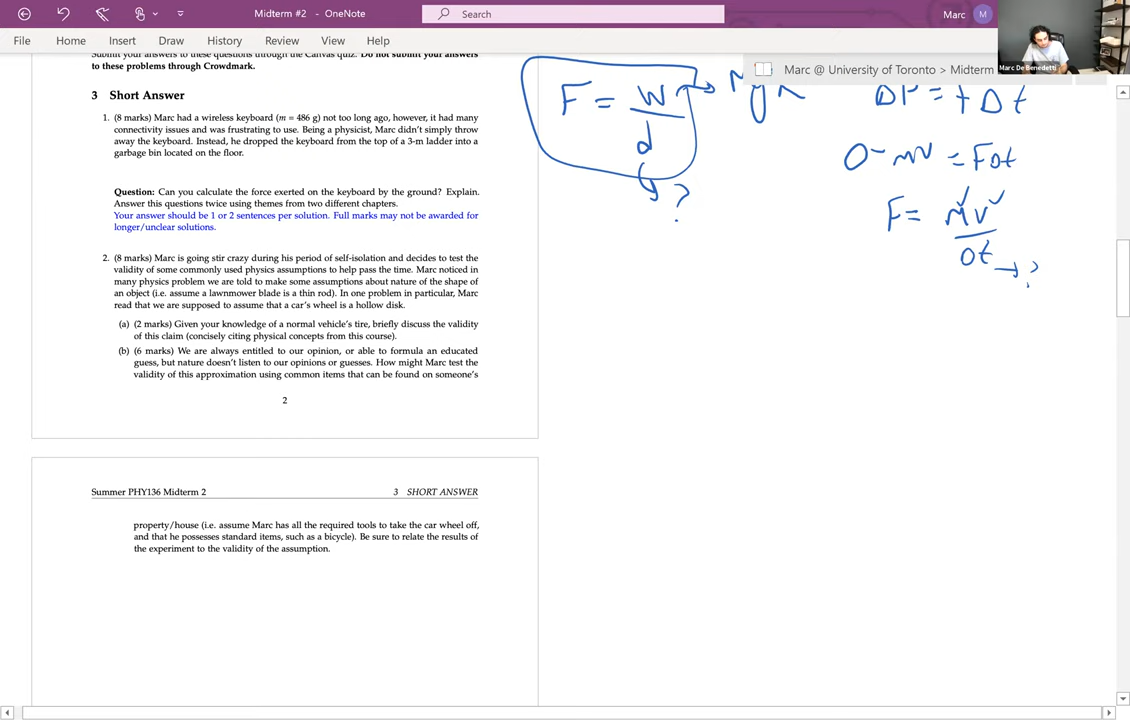 Midterm #2 - OneNote
Search
Marc
M
File
Home
Insert
Draw
History
Review
View
Help
Marc @ University of Toronto > Midterm
Marc De Benedetti
Submit your answers to these questions through the Canvas quiz. Do not submit your answers
to these problems through Crowdmark.
3 Short Answer
1. (8 marks) Marc had a wireless keyboard (m = 486 g) not too long ago, however, it had many
connectivity issues and was frustrating to use. Being a physicist, Marc didn't simply throw
away the keyboard. Instead, he dropped the keyboard from the top of a 3-m ladder into a
garbage bin located on the floor.
Question: Can you calculate the force exerted on the keyboard by the ground? Explain.
Answer this questions twice using themes from two different chapters.
Your answer should be 1 or 2 sentences per solution. Full marks may not be awarded for
longer/unclear solutions.
2. (8 marks) Marc is going stir crazy during his period of self-isolation and decides to test the
validity of some commonly used physics assumptions to help pass the time. Marc noticed in
many physics problem we are told to make some assumptions about nature of the shape of
an object (i.e. assume a lawnmower blade is a thin rod). In one problem in particular, Marc
read that we are supposed to assume that a car's wheel is a hollow disk.
(a) (2 marks) Given your knowledge of a normal vehicle's tire, briefly discuss the validity
of this claim (concisely citing physical concepts from this course).
(b) (6 marks) We are always entitled to our opinion, or able to formula an educated
guess, but nature doesn't listen to our opinions or guesses. How might Marc test the
validity of this approximation using common items that can be found on someone's
2
Summer PHY136 Midterm 2
3 SHORT ANSWER
property/house (i.e. assume Marc has all the required tools to take the car wheel off,
and that he possesses standard items, such as a bicycle). Be sure to relate the results of
the experiment to the validity of the assumption.
F = W
d
?
0 - mv = FΔt
F = mv
Δt → ?